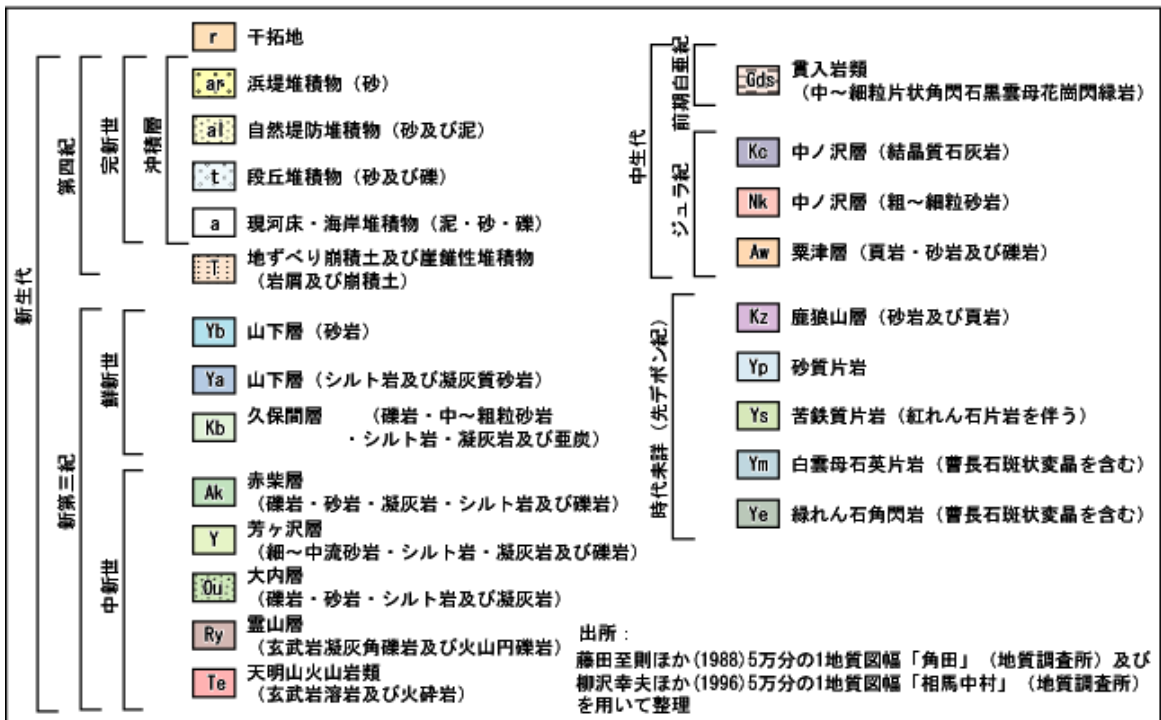 新生代
第四紀
完新世
沖積層
r 干拓地
ar 浜堤堆積物（砂）
al 自然堤防堆積物（砂及び泥）
t 段丘堆積物（砂及び礫）
a 現河床・海岸堆積物（泥・砂・礫）
T 地ずべり崩積土及び崖錐性堆積物
（岩屑及び崩積土）
新第三紀
鮮新世
Yb 山下層（砂岩）
Ya 山下層（シルト岩及び凝灰質砂岩）
Kb 久保間層　（礫岩・中～粗粒砂岩
・シルト岩・凝灰岩及び亜炭）
中新世
Ak 赤柴層
（礫岩・砂岩・凝灰岩・シルト岩及び礫岩）
Y 芳ヶ沢層
（細～中流砂岩・シルト岩・凝灰岩及び礫岩）
Ou 大内層
（礫岩・砂岩・シルト岩及び凝灰岩）
Ry 霊山層
（玄武岩凝灰角礫岩及び火山円礫岩）
Te 天明山火山岩類
（玄武岩溶岩及び火砕岩）
中生代
前期白亜紀
Gds 貫入岩類
（中～細粒片状角閃石黒雲母花崗閃緑岩）
ジュラ紀
Kc 中ノ沢層（結晶質石灰岩）
Nk 中ノ沢層（粗～細粒砂岩）
Aw 粟津層（頁岩・砂岩及び礫岩）
時代未詳（先デボン紀）
Kz 鹿狼山層（砂岩及び頁岩）
Yp 砂質片岩
Ys 苦鉄質片岩（紅れん石片岩を伴う）
Ym 白雲母石英片岩（曹長石斑状変晶を含む）
Ye 緑れん石角閃岩（曹長石斑状変晶を含む）
出所：
藤田至則ほか(1988)5万分の1地質図幅「角田」（地質調査所）及び
柳沢幸夫ほか(1996)5万分の1地質図幅「相馬中村」（地質調査所）
を用いて整理